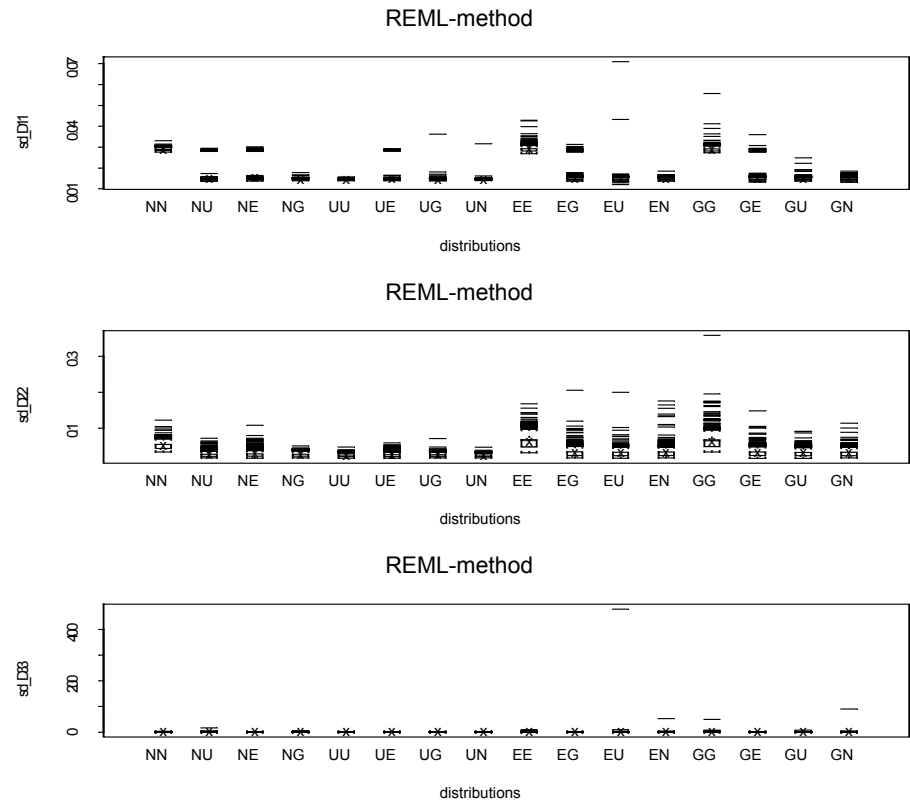 REML-method
0.07
0.04
0.01
sd_D11
NN NU NE NG UU UE UG UN EE EG EU EN GG GE GU GN
distributions
REML-method
0.3
0.1
sd_D22
NN NU NE NG UU UE UG UN EE EG EU EN GG GE GU GN
distributions
REML-method
400
200
0
sd_D33
NN NU NE NG UU UE UG UN EE EG EU EN GG GE GU GN
distributions